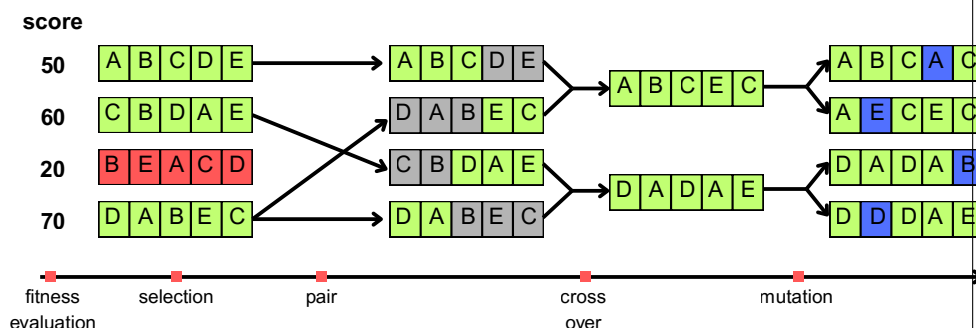 score
50 A B C D E A B C D E A B C A C
A B C E C
60 C B D A E D A B E C A E C E C
20 B E A C D C B D A E D A D A B
D A D A E
70 D A B E C D A B E C D D D A E
fitness selection pair cross mutation
evaluation over